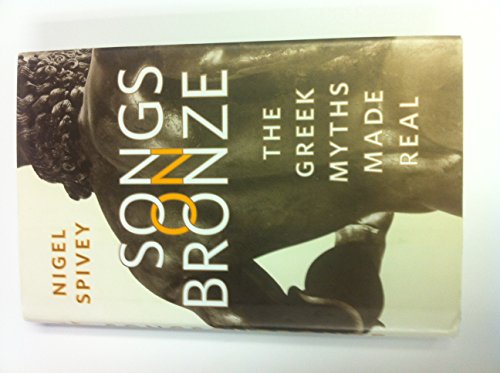 NIGEL
SPIVEY
SONGS
ON
BRONZE
THE
GREEK
MYTHS
MADE
REAL